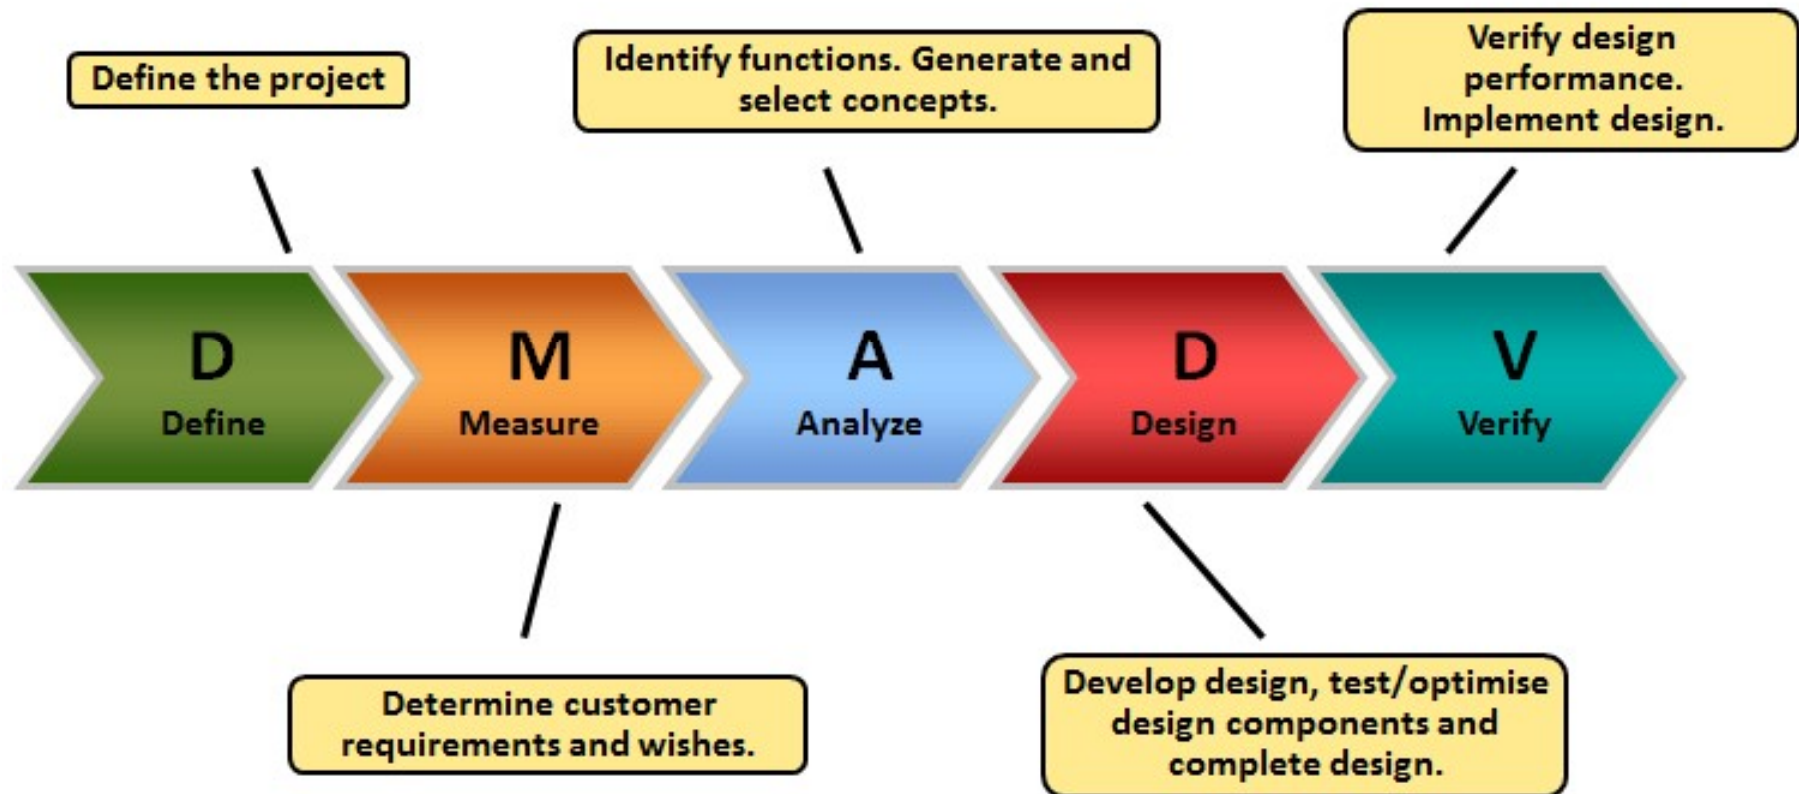 Define the project
Identify functions. Generate and
select concepts.
Verify design
performance.
Implement design.
D
Define
M
Measure
A
Analyze
D
Design
V
Verify
Determine customer
requirements and wishes.
Develop design, test/optimise
design components and
complete design.